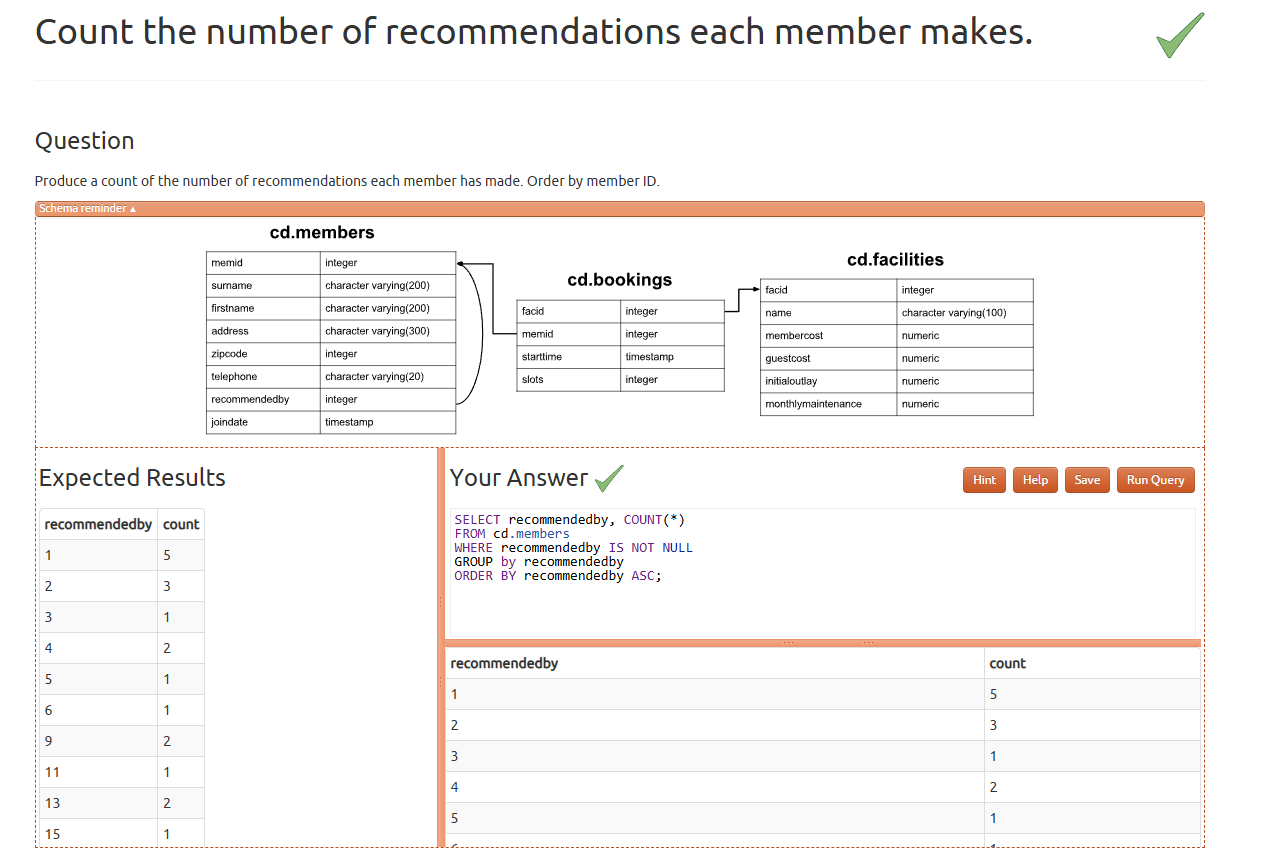 Count the number of recommendations each member makes.
Question
Produce a count of the number of recommendations each member has made. Order by member ID.
Schema reminder ▲
cd.members
memid integer
surname character varying(200)
firstname character varying(200)
address character varying(300)
zipcode integer
telephone character varying(20)
recommendedby integer
joindate timestamp
cd.bookings
facid integer
memid integer
starttime timestamp
slots integer
cd.facilities
facid integer
name character varying(100)
membercost numeric
guestcost numeric
initialoutlay numeric
monthlymaintenance numeric
Expected Results
recommendedby count
1 5
2 3
3 1
4 2
5 1
6 1
9 2
11 1
13 2
15 1
Your Answer
Hint Help Save Run Query
SELECT recommendedby, COUNT(*)
FROM cd.members
WHERE recommendedby IS NOT NULL
GROUP by recommendedby
ORDER BY recommendedby ASC;
recommendedby count
1 5
2 3
3 1
4 2
5 1